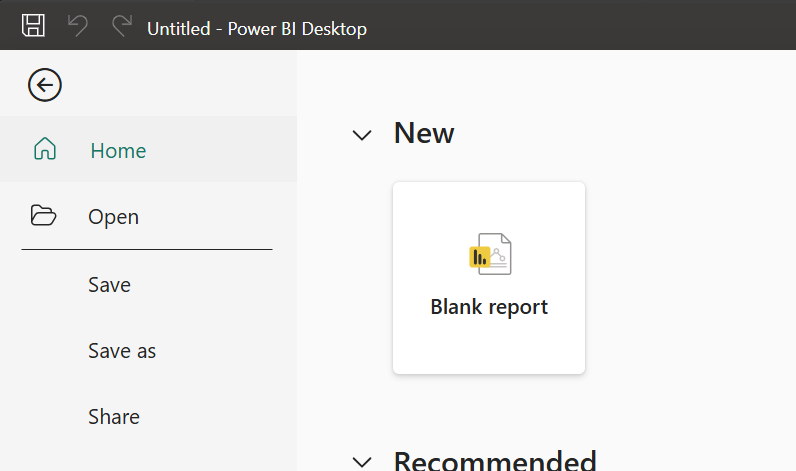 Untitled - Power BI Desktop
Home
Open
Save
Save as
Share
New
Blank report
Recommended